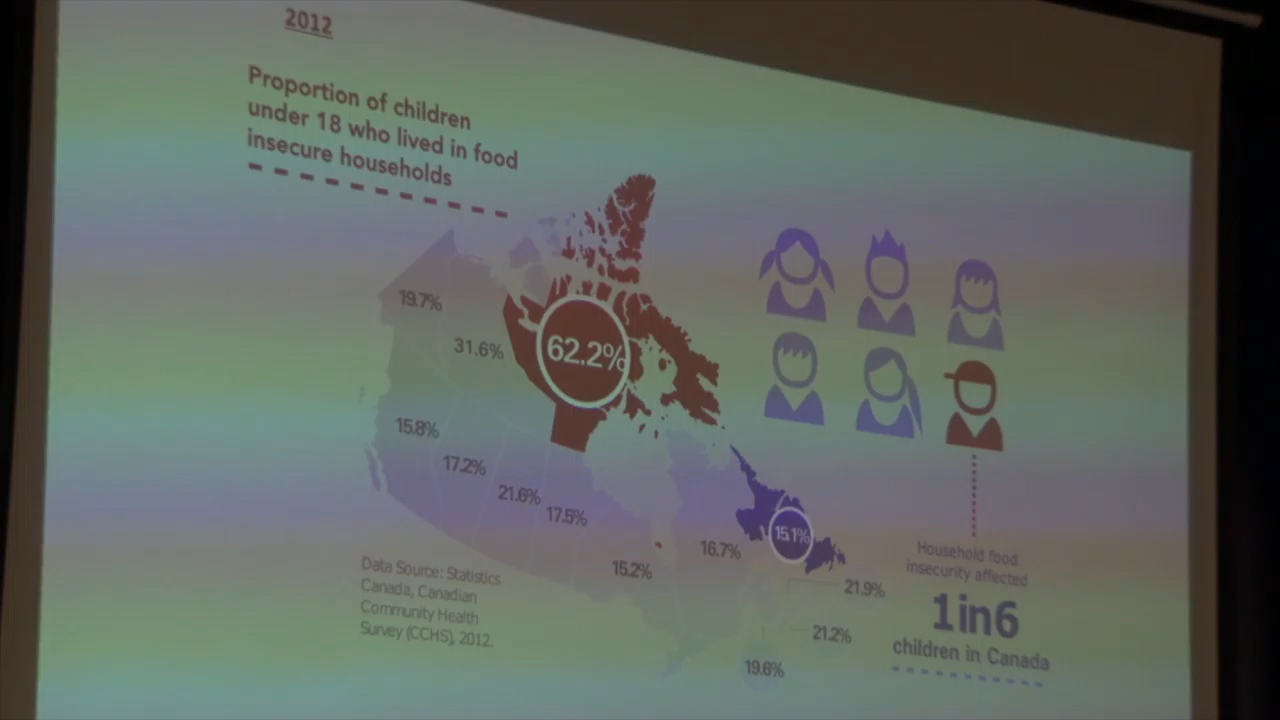 2012
Proportion of children
under 18 who lived in food
insecure households
19.7%
31.6%
62.2%
15.8%
17.2%
21.6%
17.5%
15.2%
16.7%
15.1%
21.9%
21.2%
19.6%
Data Source: Statistics
Canada, Canadian
Community Health
Survey (CCHS), 2012.
Household food
insecurity affected
1in6
children in Canada